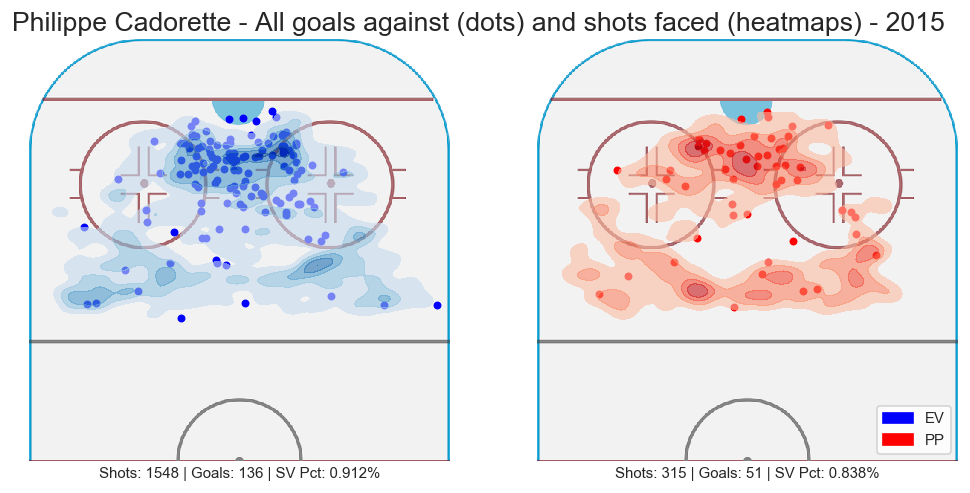 Philippe Cadorette - All goals against (dots) and shots faced (heatmaps) - 2015
EV
PP
Shots: 1548 | Goals: 136 | SV Pct: 0.912%
Shots: 315 | Goals: 51 | SV Pct: 0.838%